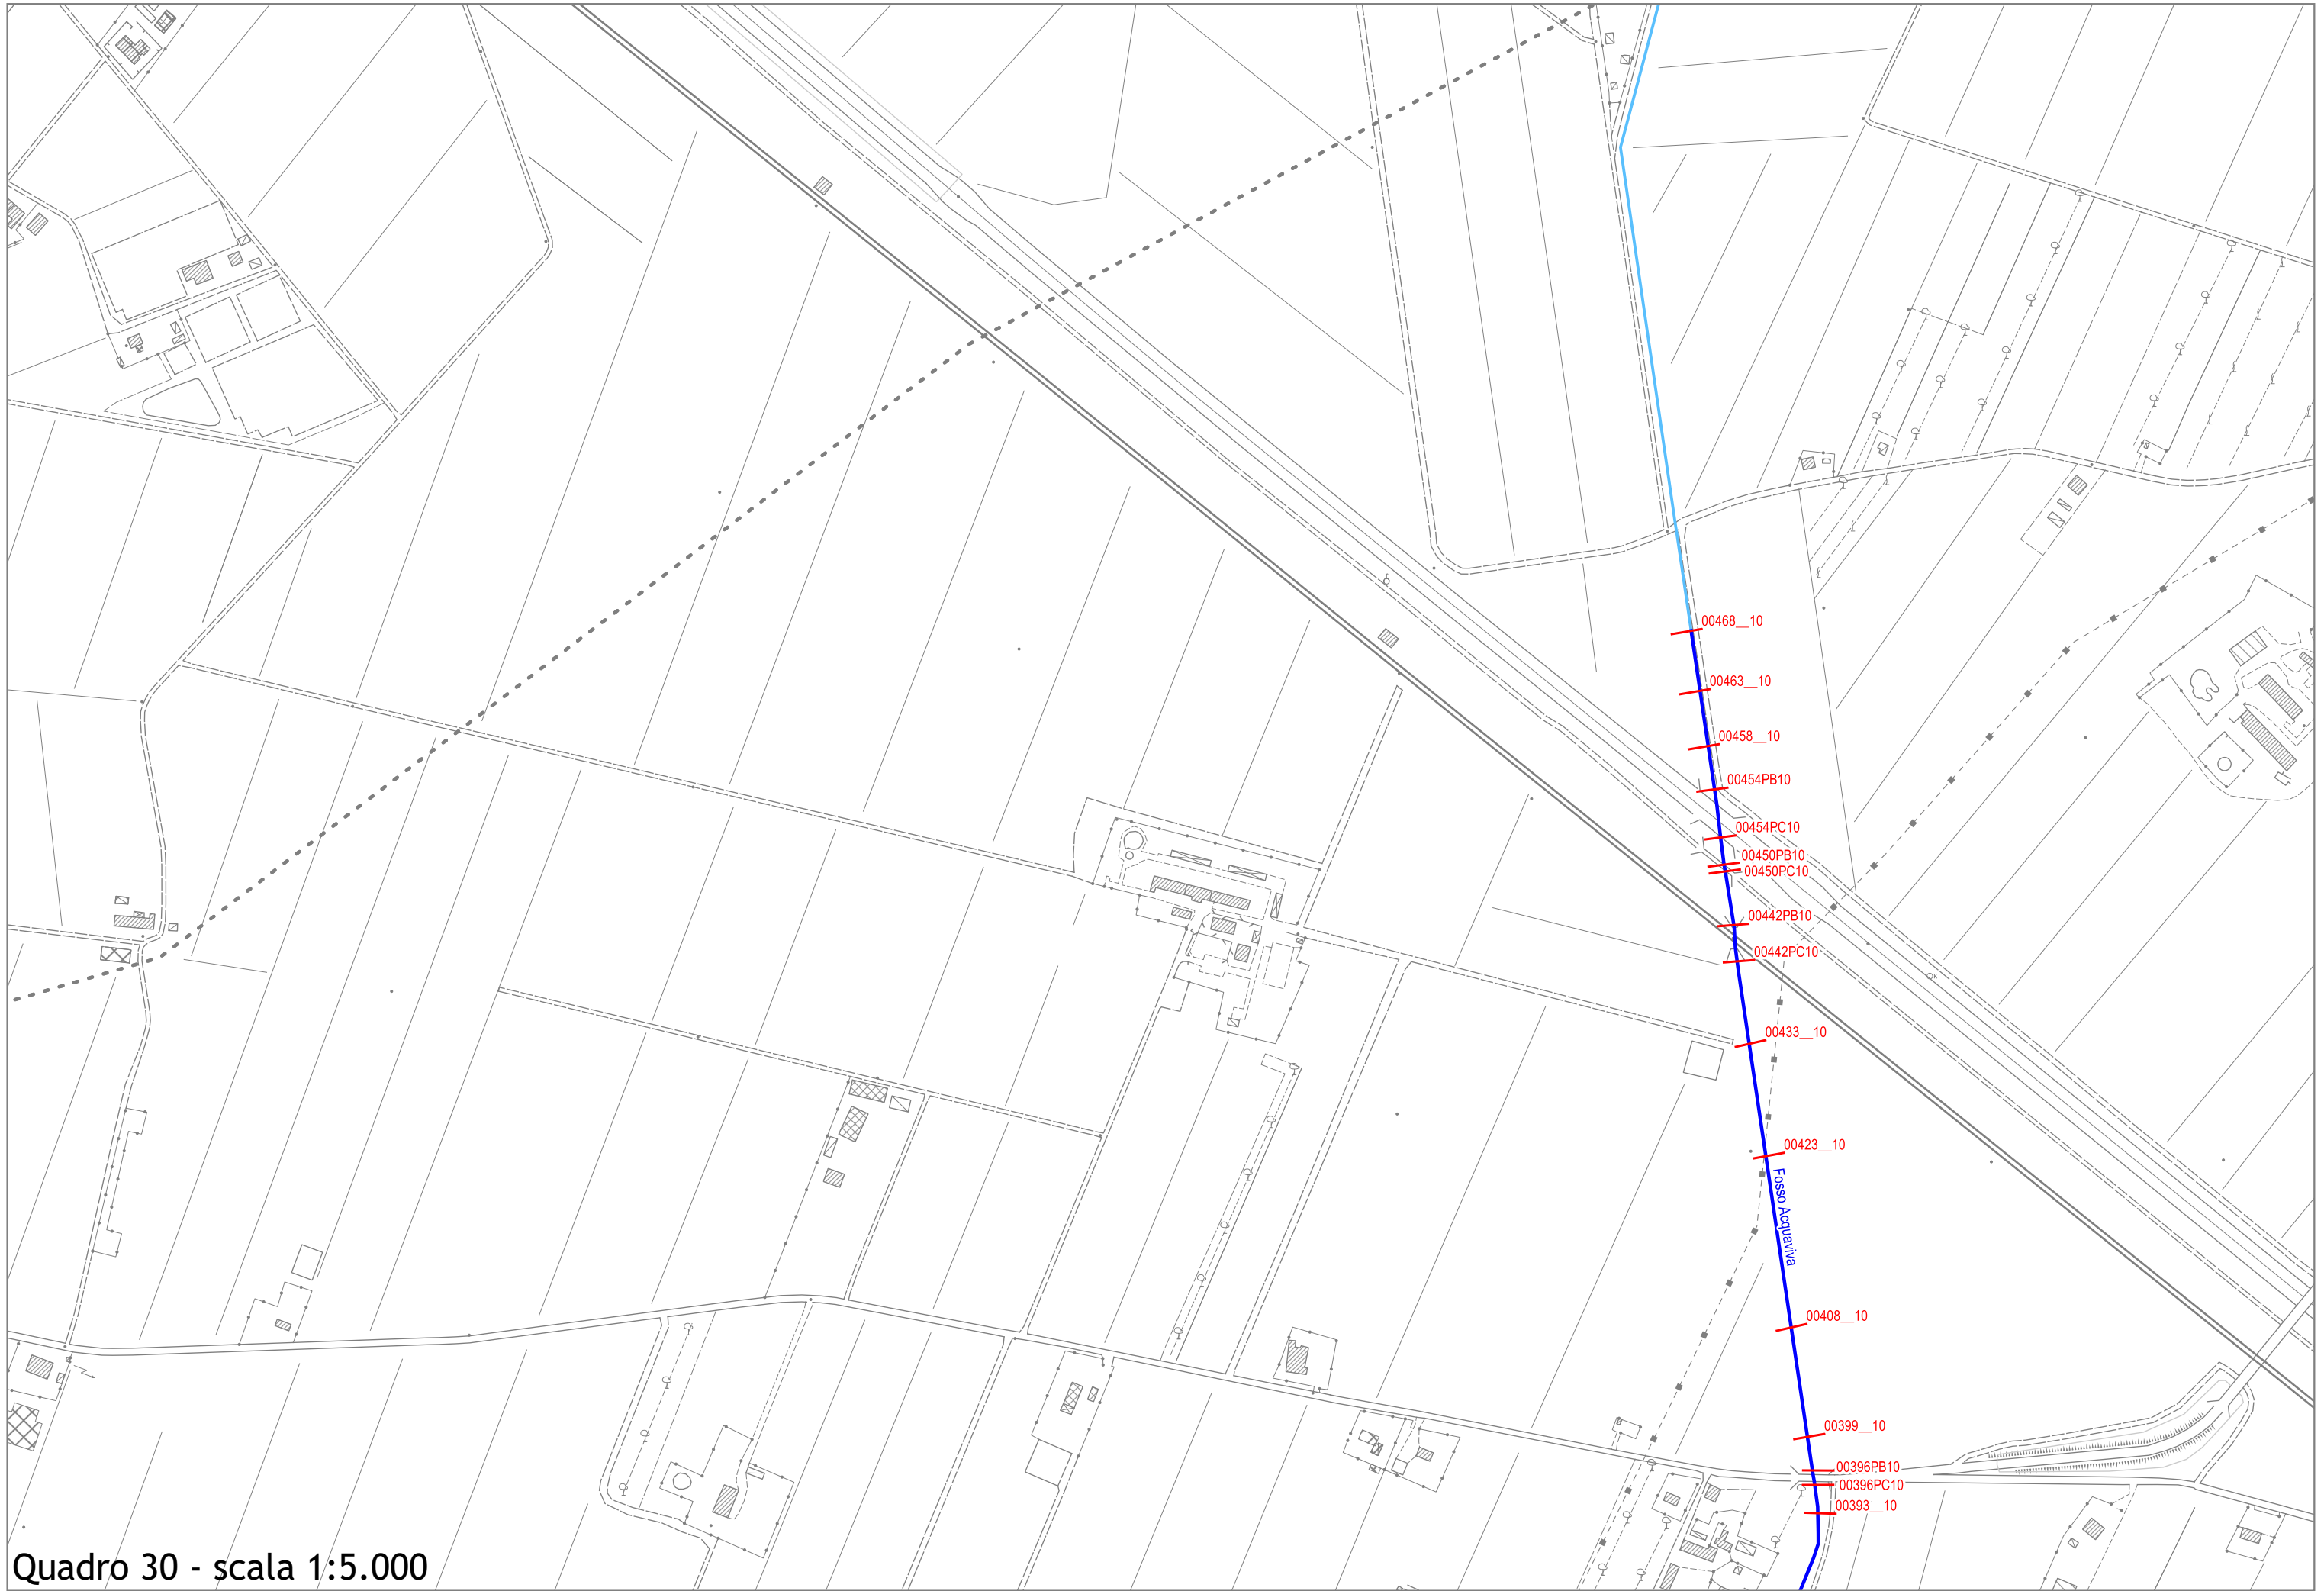 00468__10
00463__10
00458__10
00454PB10
00454PC10
00450PB10
00450PC10
00442PB10
00442PC10
00433__10
00423__10
Fosso Acquaviva
00408__10
00399__10
00396PB10
00396PC10
00393__10
Quadro 30 - scala 1:5.000